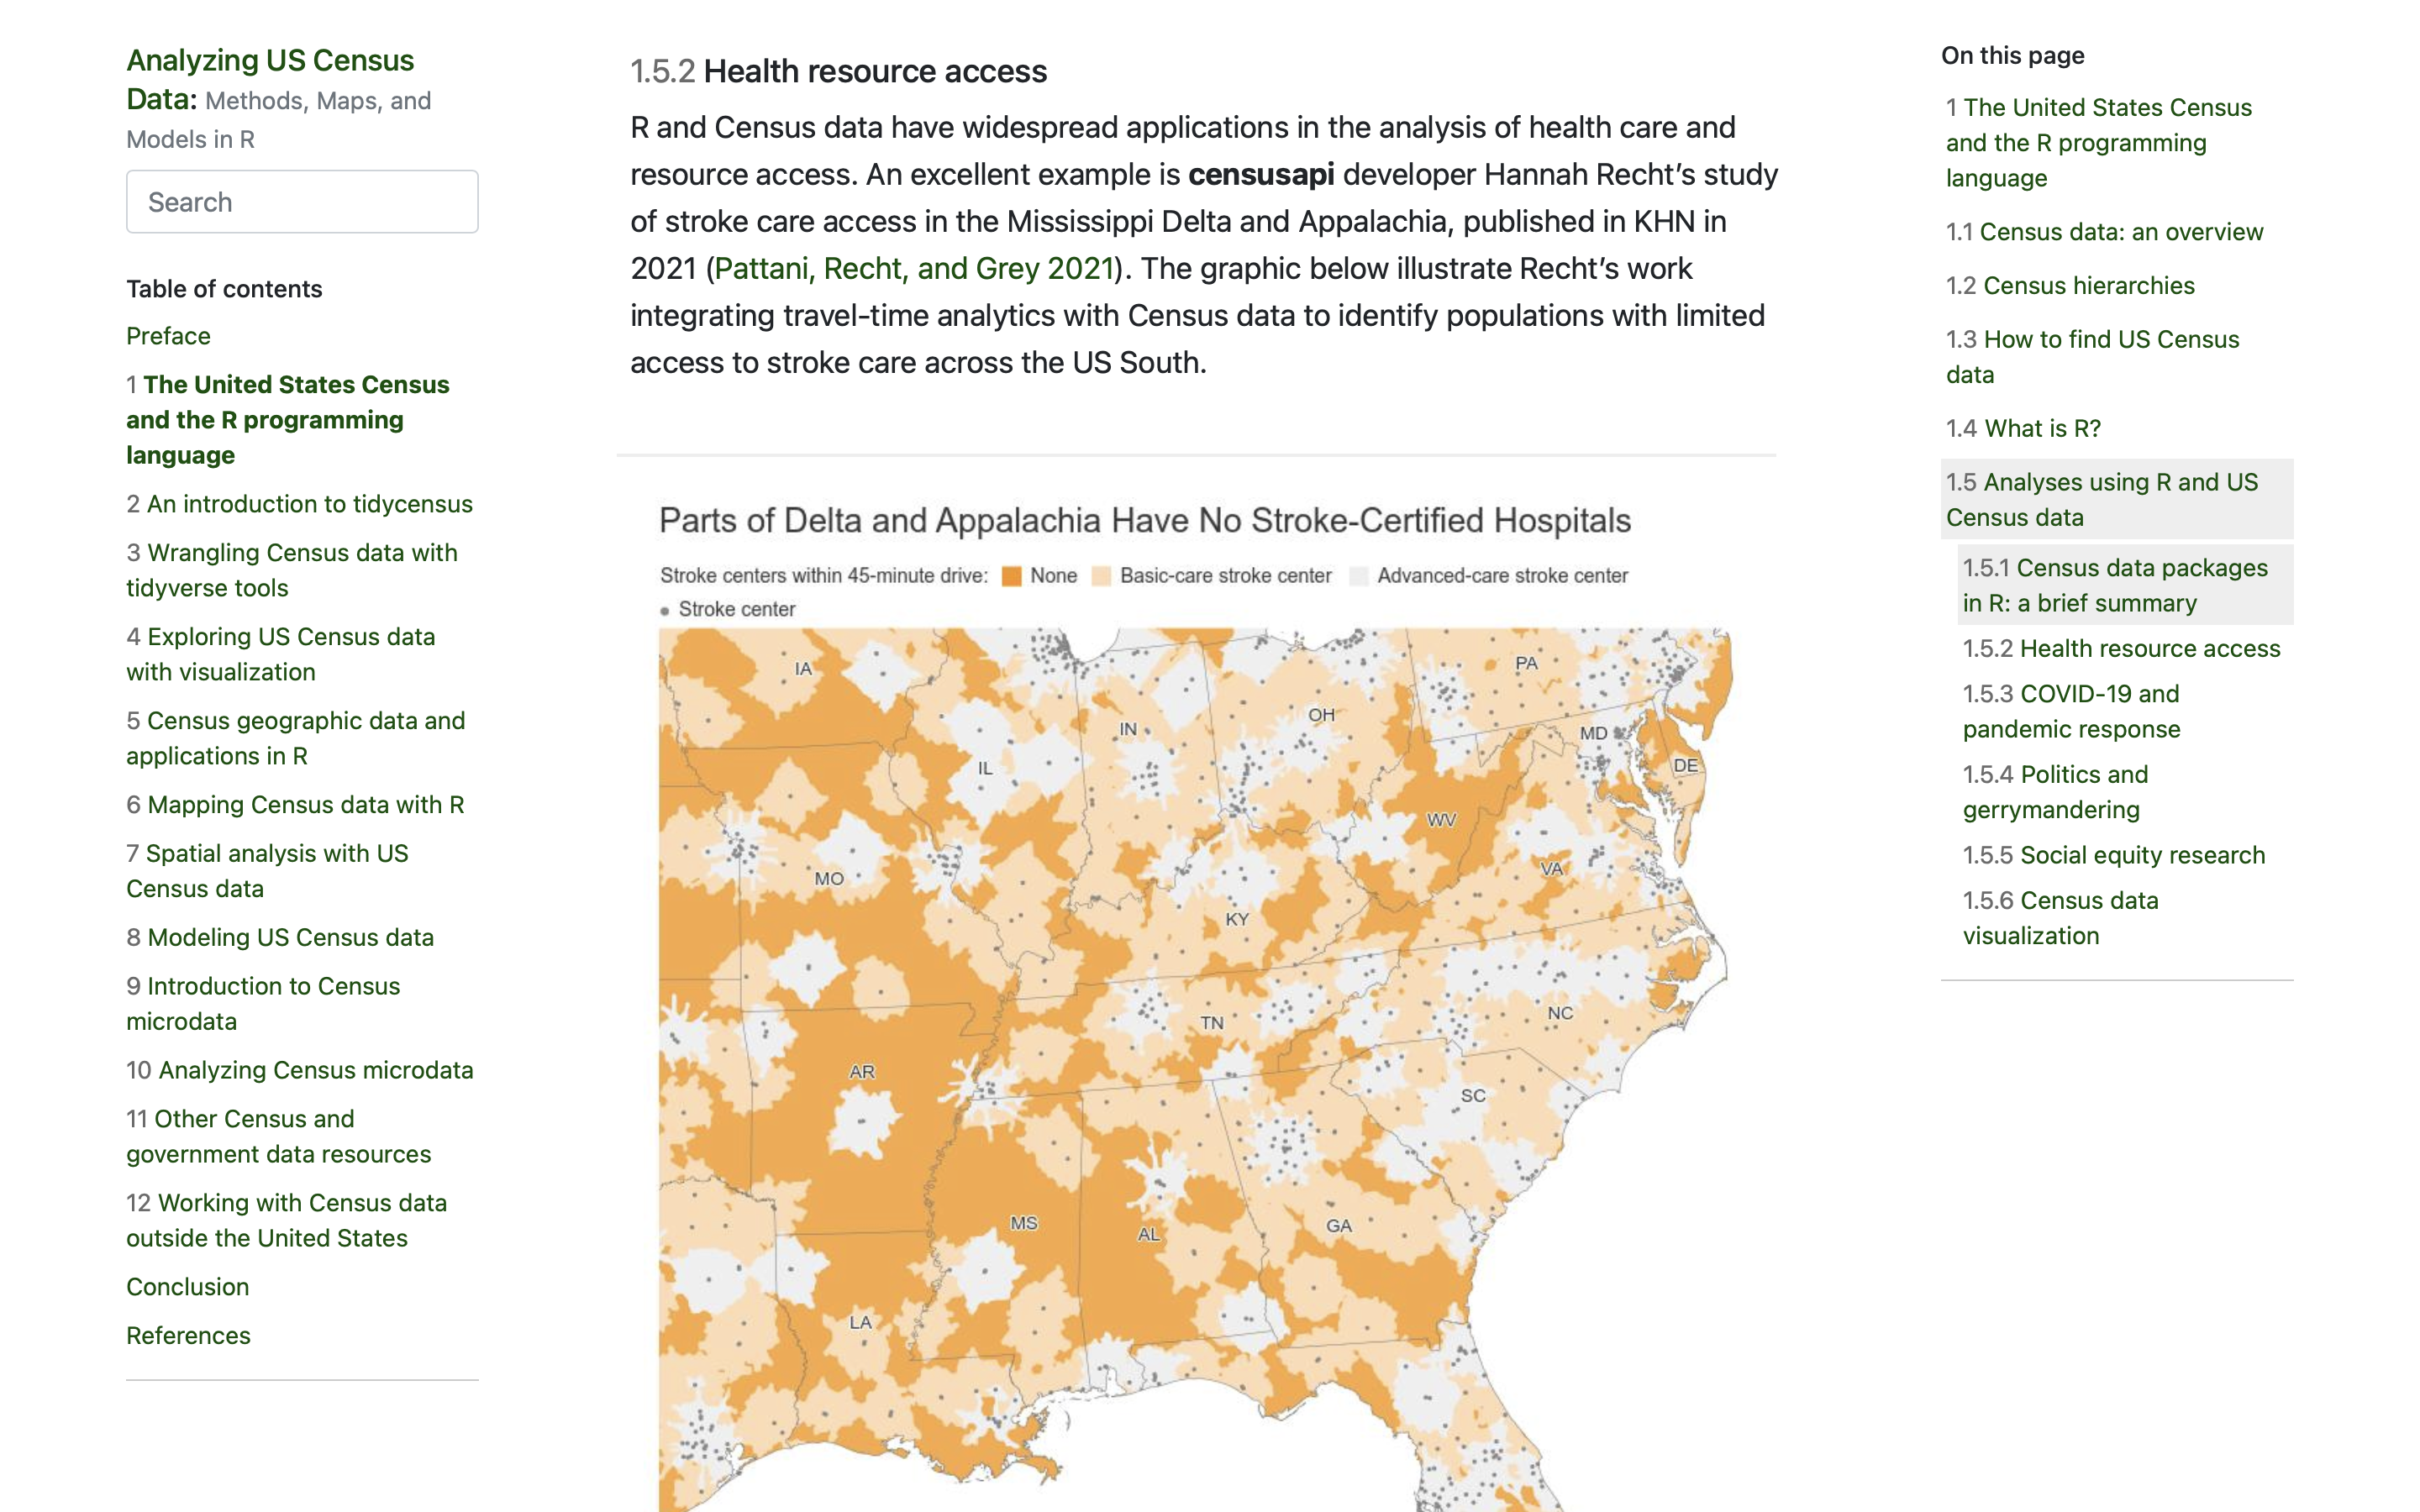 Analyzing US Census
Data: Methods, Maps, and
Models in R
Search
Table of contents
Preface
1 The United States Census
and the R programming
language
2 An introduction to tidycensus
3 Wrangling Census data with
tidyverse tools
4 Exploring US Census data
with visualization
5 Census geographic data and
applications in R
6 Mapping Census data with R
7 Spatial analysis with US
Census data
8 Modeling US Census data
9 Introduction to Census
microdata
10 Analyzing Census microdata
11 Other Census and
government data resources
12 Working with Census data
outside the United States
Conclusion
References
1.5.2 Health resource access
R and Census data have widespread applications in the analysis of health care and
resource access. An excellent example is censusapi developer Hannah Recht’s study
of stroke care access in the Mississippi Delta and Appalachia, published in KHN in
2021 (Pattani, Recht, and Grey 2021). The graphic below illustrate Recht’s work
integrating travel-time analytics with Census data to identify populations with limited
access to stroke care across the US South.
Parts of Delta and Appalachia Have No Stroke-Certified Hospitals
Stroke centers within 45-minute drive: None Basic-care stroke center Advanced-care stroke center
Stroke center
IA
PA
OH
IN
MD
DE
IL
WV
VA
MO
KY
NC
TN
AR
SC
MS
GA
AL
LA
On this page
1 The United States Census
and the R programming
language
1.1 Census data: an overview
1.2 Census hierarchies
1.3 How to find US Census
data
1.4 What is R?
1.5 Analyses using R and US
Census data
1.5.1 Census data packages
in R: a brief summary
1.5.2 Health resource access
1.5.3 COVID-19 and
pandemic response
1.5.4 Politics and
gerrymandering
1.5.5 Social equity research
1.5.6 Census data
visualization